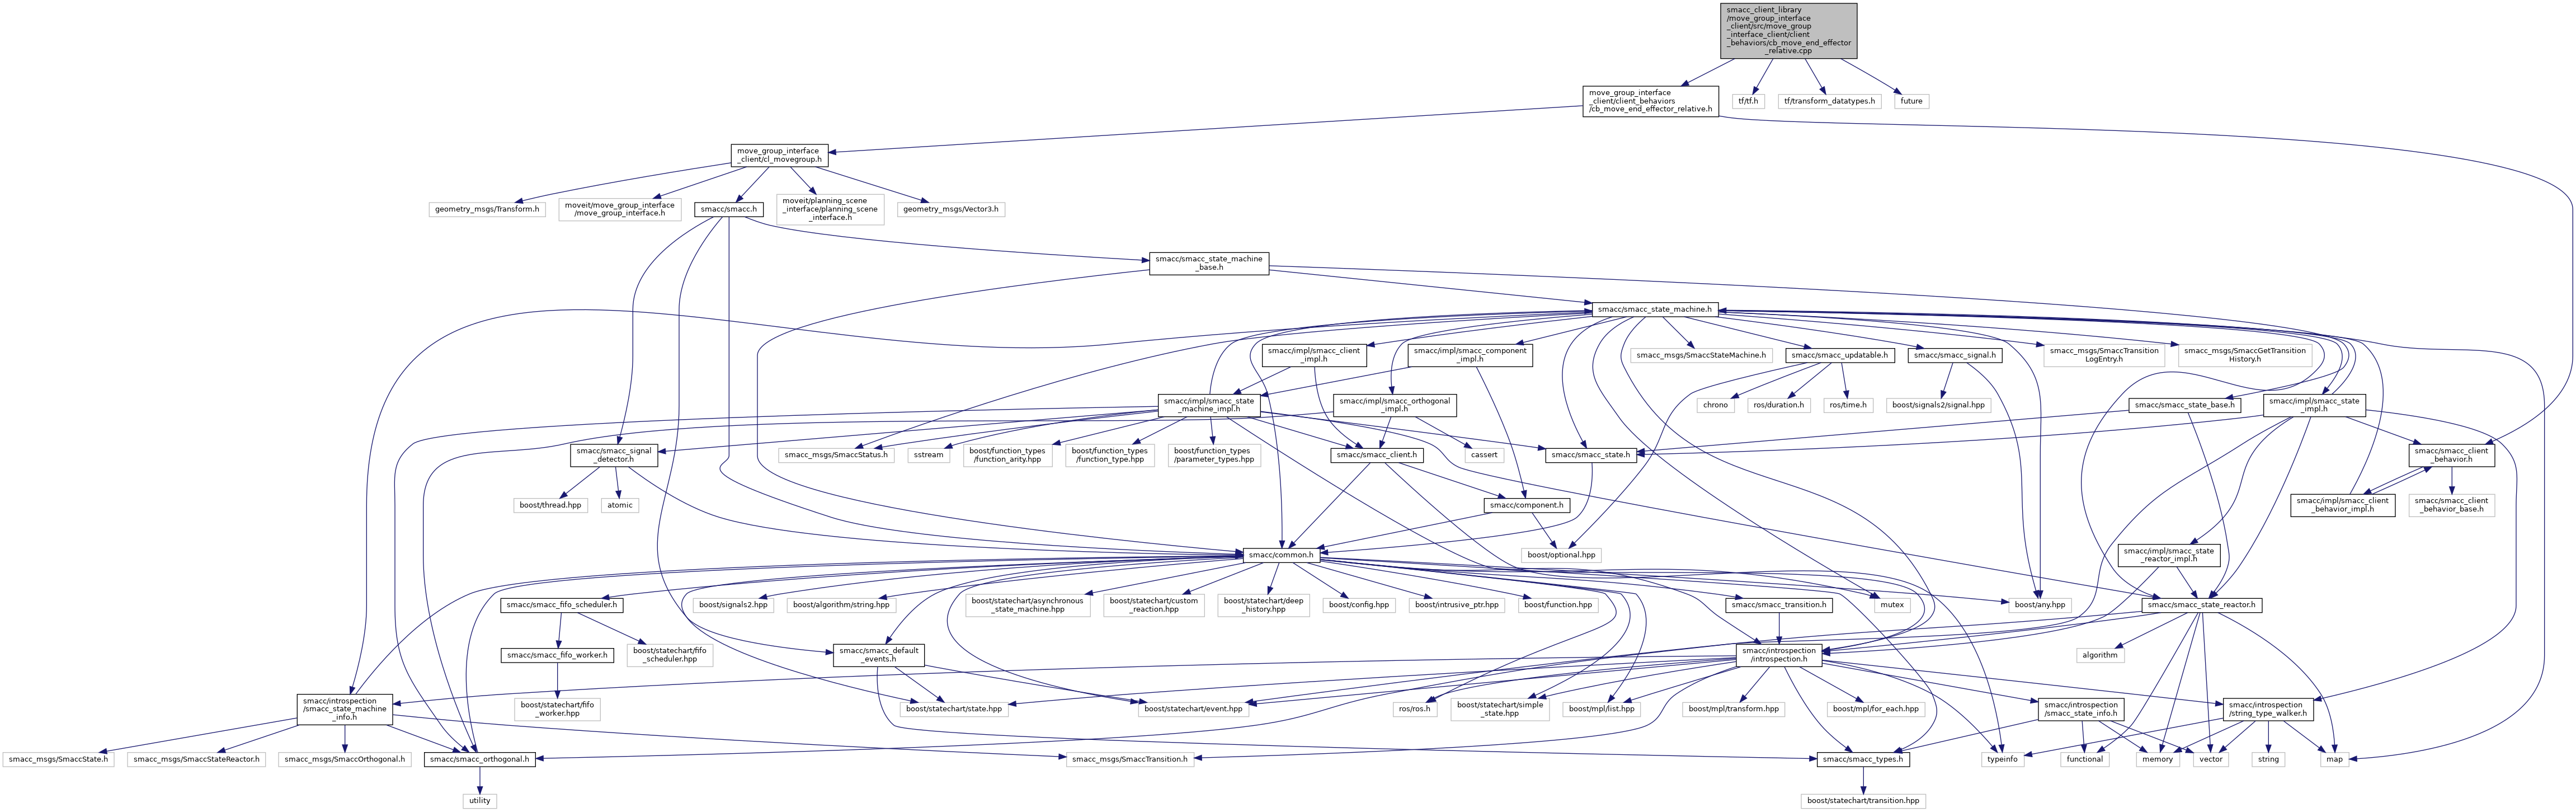 smacc_client_library
/move_group_interface
_client/src/move_group
_interface_client/client
_behaviors/cb_move_end_effector
_relative.cpp
move_group_interface
_client/client_behaviors
/cb_move_end_effector_relative.h
tf/tf.h
tf/transform_datatypes.h
future
move_group_interface
_client/cl_movegroup.h
geometry_msgs/Transform.h
moveit/move_group_interface
/move_group_interface.h
smacc/smacc.h
moveit/planning_scene
_interface/planning_scene
_interface.h
geometry_msgs/Vector3.h
smacc/smacc_state_machine
_base.h
smacc/smacc_state_machine.h
smacc/impl/smacc_client
_impl.h
smacc/impl/smacc_component
_impl.h
smacc_msgs/SmaccStateMachine.h
smacc/smacc_updatable.h
smacc/smacc_signal.h
smacc_msgs/SmaccTransition
LogEntry.h
smacc_msgs/SmaccGetTransition
History.h
smacc/impl/smacc_state
_machine_impl.h
smacc/impl/smacc_orthogonal
_impl.h
chrono
ros/duration.h
ros/time.h
boost/signals2/signal.hpp
smacc/smacc_state_base.h
smacc/impl/smacc_state
_impl.h
smacc/smacc_signal
_detector.h
smacc_msgs/SmaccStatus.h
sstream
boost/function_types
/function_arity.hpp
boost/function_types
/function_type.hpp
boost/function_types
/parameter_types.hpp
smacc/smacc_client.h
cassert
smacc/smacc_state.h
smacc/smacc_client
_behavior.h
boost/thread.hpp
atomic
smacc/component.h
smacc/impl/smacc_client
_behavior_impl.h
smacc/smacc_client
_behavior_base.h
smacc/common.h
boost/optional.hpp
smacc/impl/smacc_state
_reactor_impl.h
smacc/smacc_fifo_scheduler.h
boost/signals2.hpp
boost/algorithm/string.hpp
boost/statechart/asynchronous
_state_machine.hpp
boost/statechart/custom
_reaction.hpp
boost/statechart/deep
_history.hpp
boost/config.hpp
boost/intrusive_ptr.hpp
boost/function.hpp
smacc/smacc_transition.h
mutex
boost/any.hpp
smacc/smacc_state_reactor.h
smacc/smacc_fifo_worker.h
boost/statechart/fifo
_scheduler.hpp
smacc/smacc_default
_events.h
smacc/introspection
/introspection.h
algorithm
smacc/introspection
/smacc_state_machine
_info.h
boost/statechart/fifo
_worker.hpp
boost/statechart/state.hpp
boost/statechart/event.hpp
ros/ros.h
boost/statechart/simple
_state.hpp
boost/mpl/list.hpp
boost/mpl/transform.hpp
boost/mpl/for_each.hpp
smacc/introspection
/smacc_state_info.h
smacc/introspection
/string_type_walker.h
smacc_msgs/SmaccState.h
smacc_msgs/SmaccStateReactor.h
smacc_msgs/SmaccOrthogonal.h
smacc/smacc_orthogonal.h
smacc_msgs/SmaccTransition.h
smacc/smacc_types.h
typeinfo
functional
memory
vector
string
map
utility
boost/statechart/transition.hpp